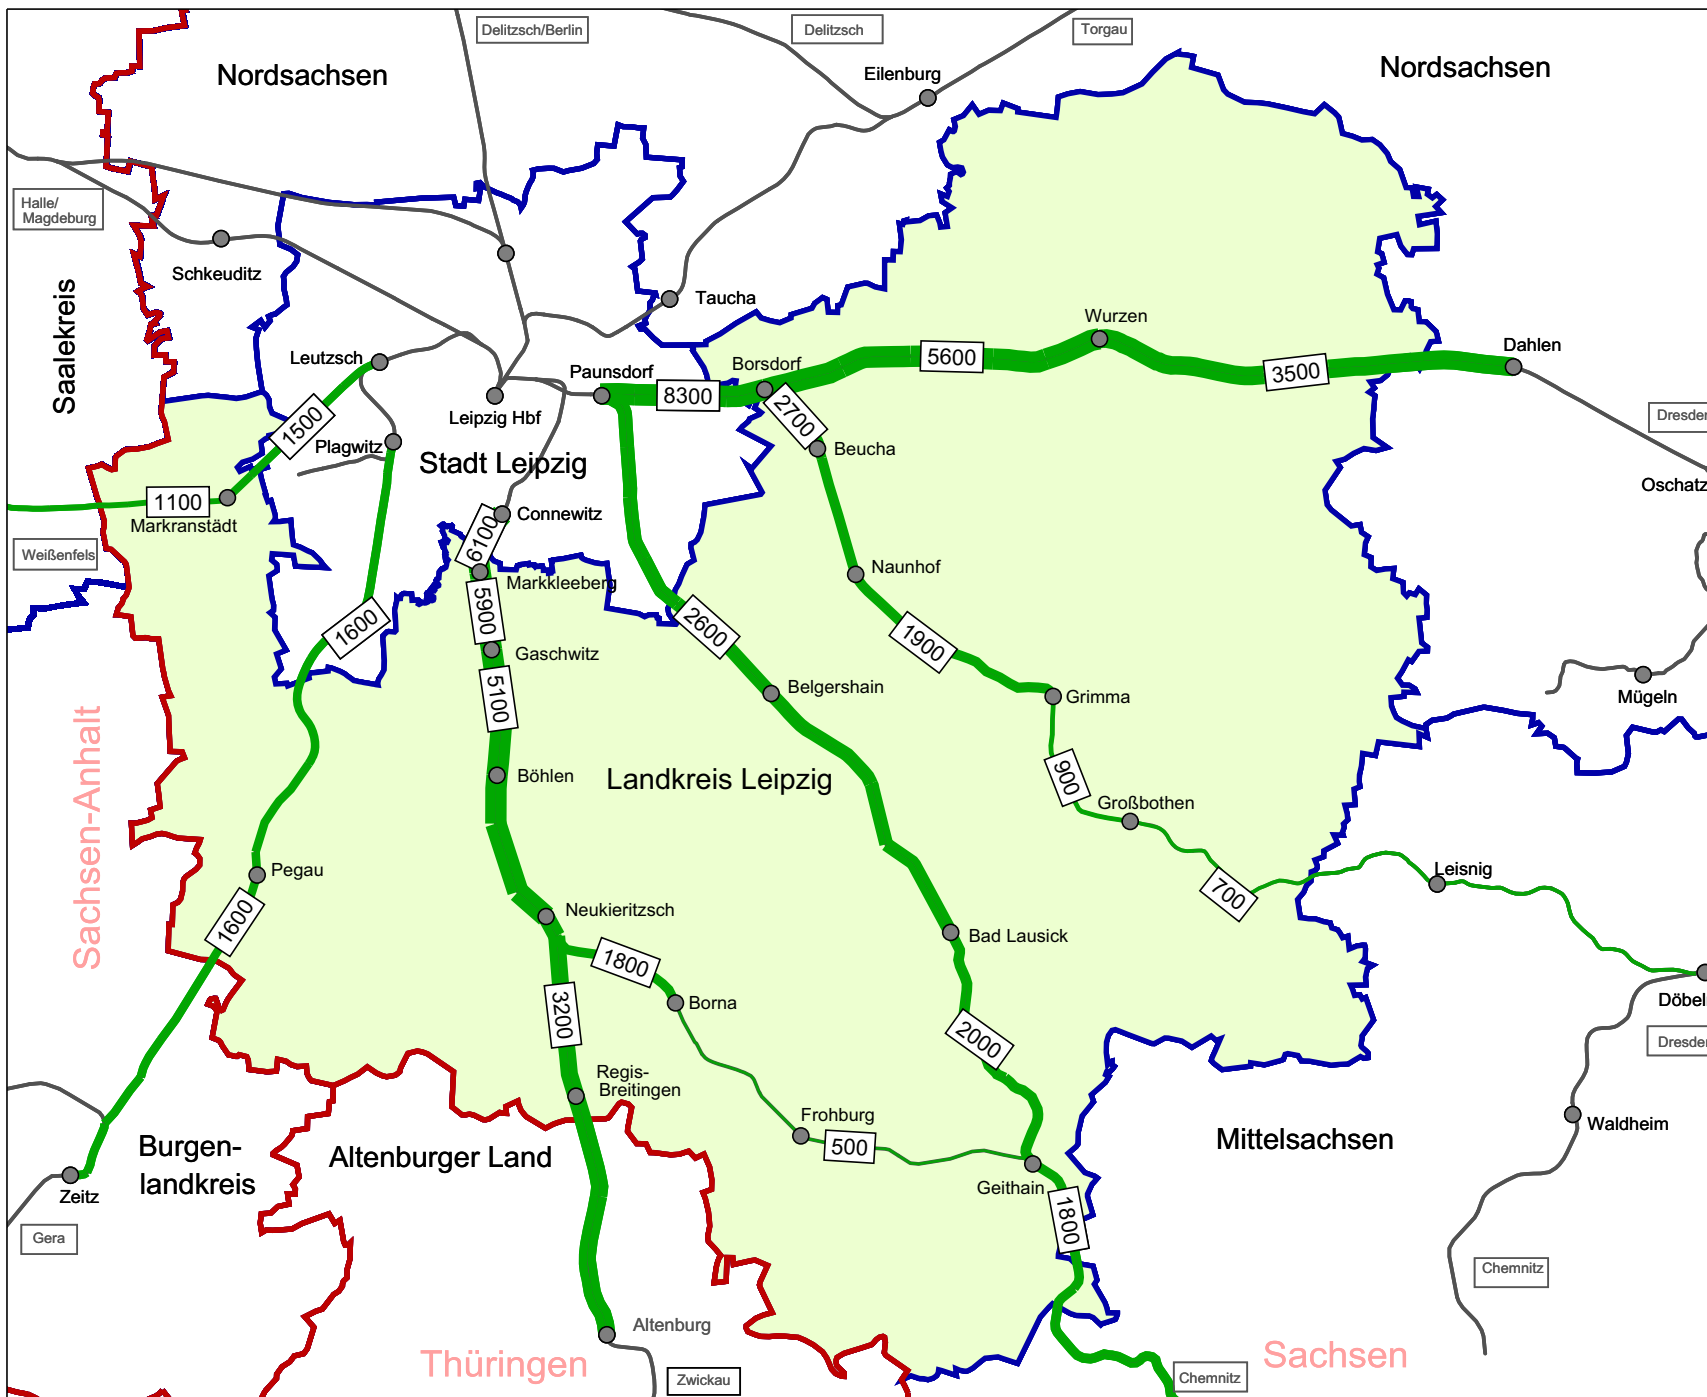 Delitzsch/Berlin
Delitzsch
Torgau
Nordsachsen
Eilenburg
Nordsachsen
Halle/
Magdeburg
Schkeuditz
Taucha
Saalekreis
Wurzen
Leutzsch
Paunsdorf
Borsdorf
5600
Dahlen
3500
8300
Leipzig Hbf
2700
Dresden
1500
Plagwitz
Stadt Leipzig
Beucha
Oschatz
1100
Markranstädt
Connewitz
6100
Weißenfels
Markkleeberg
Naunhof
5900
1600
2600
1900
Gaschwitz
5100
Belgershain
Grimma
Mügeln
Sachsen-Anhalt
Böhlen
Landkreis Leipzig
900
Großbothen
Pegau
Leisnig
700
1600
Neukieritzsch
Bad Lausick
1800
Borna
Döbel
3200
2000
Dresden
Regis-
Breitingen
Frohburg
500
Waldheim
Burgen-
landkreis
Altenburger Land
Mittelsachsen
Zeitz
Geithain
1800
Gera
Chemnitz
Altenburg
Thüringen
Sachsen
Zwickau
Chemnitz